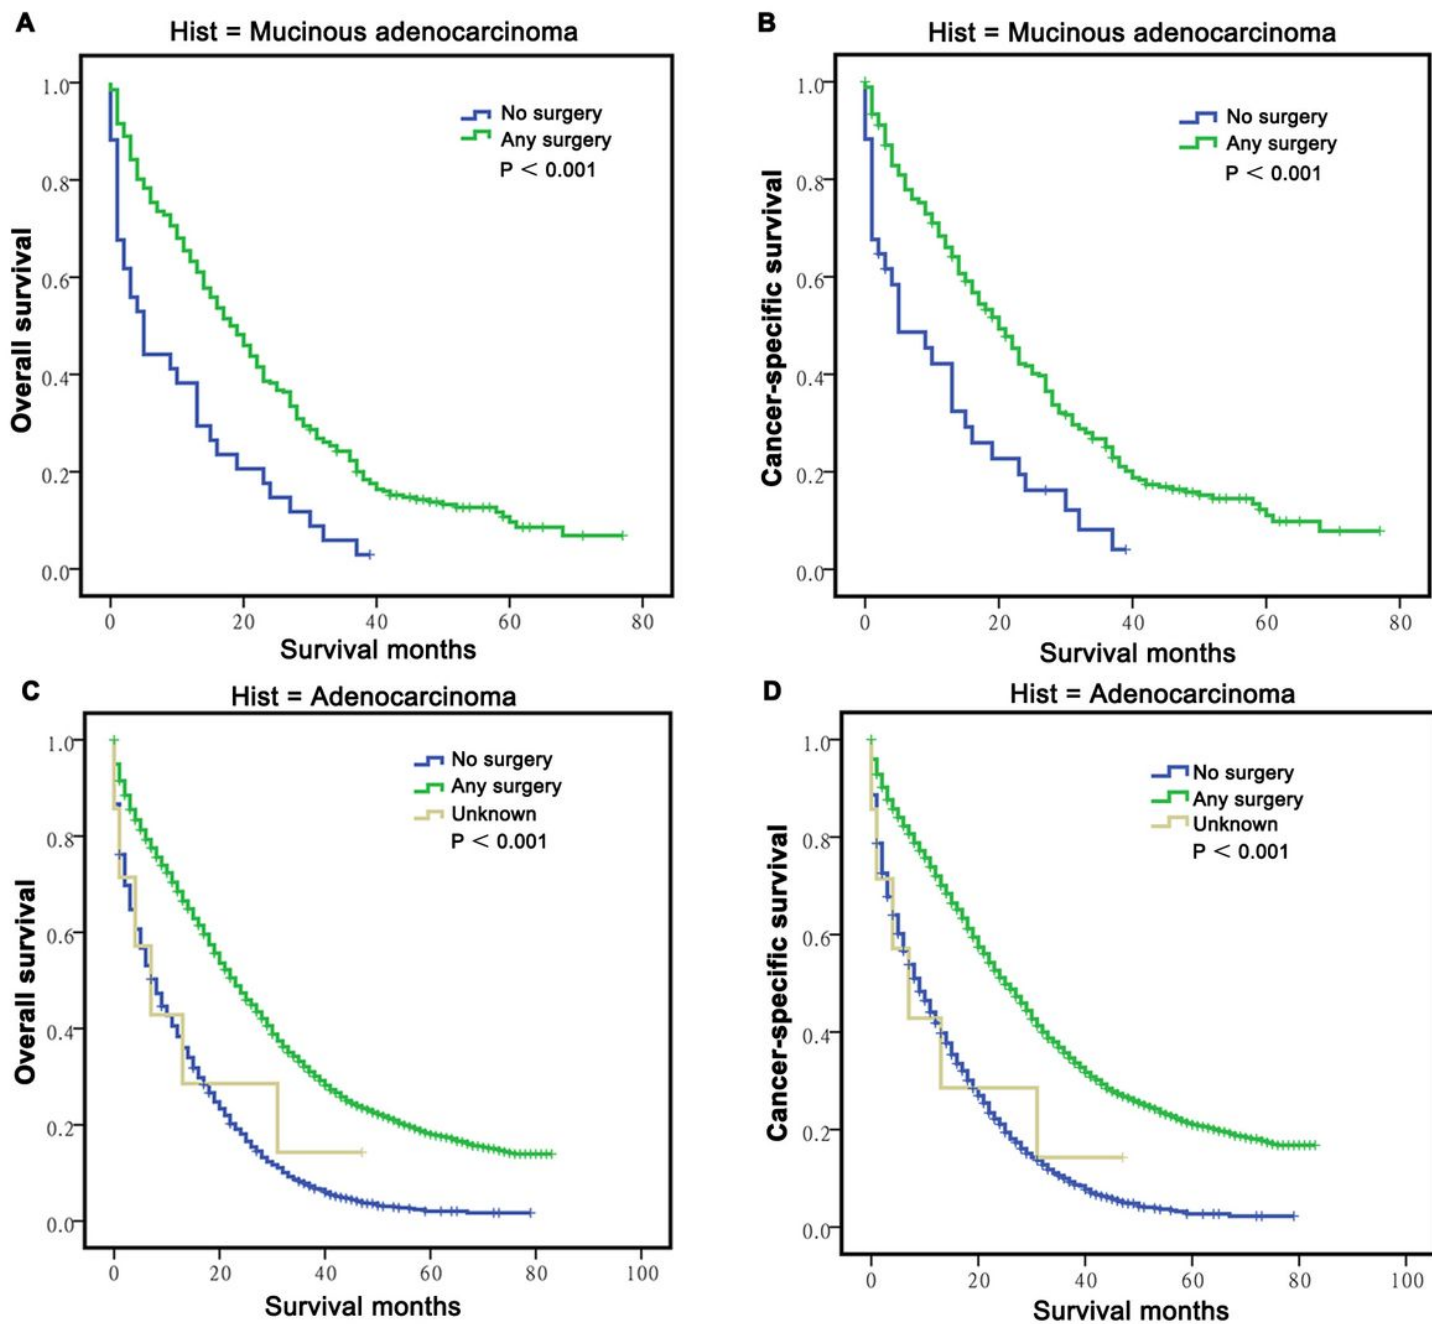 A
Hist = Mucinous adenocarcinoma
1.0
0.8
0.6
0.4
0.2
0.0
Overall survival
No surgery
Any surgery
P < 0.001
0 20 40 60 80
Survival months
B
Hist = Mucinous adenocarcinoma
1.0
0.8
0.6
0.4
0.2
0.0
Cancer-specific survival
No surgery
Any surgery
P < 0.001
0 20 40 60 80
Survival months
C
Hist = Adenocarcinoma
1.0
0.8
0.6
0.4
0.2
0.0
Overall survival
No surgery
Any surgery
Unknown
P < 0.001
0 20 40 60 80 100
Survival months
D
Hist = Adenocarcinoma
1.0
0.8
0.6
0.4
0.2
0.0
Cancer-specific survival
No surgery
Any surgery
Unknown
P < 0.001
0 20 40 60 80 100
Survival months